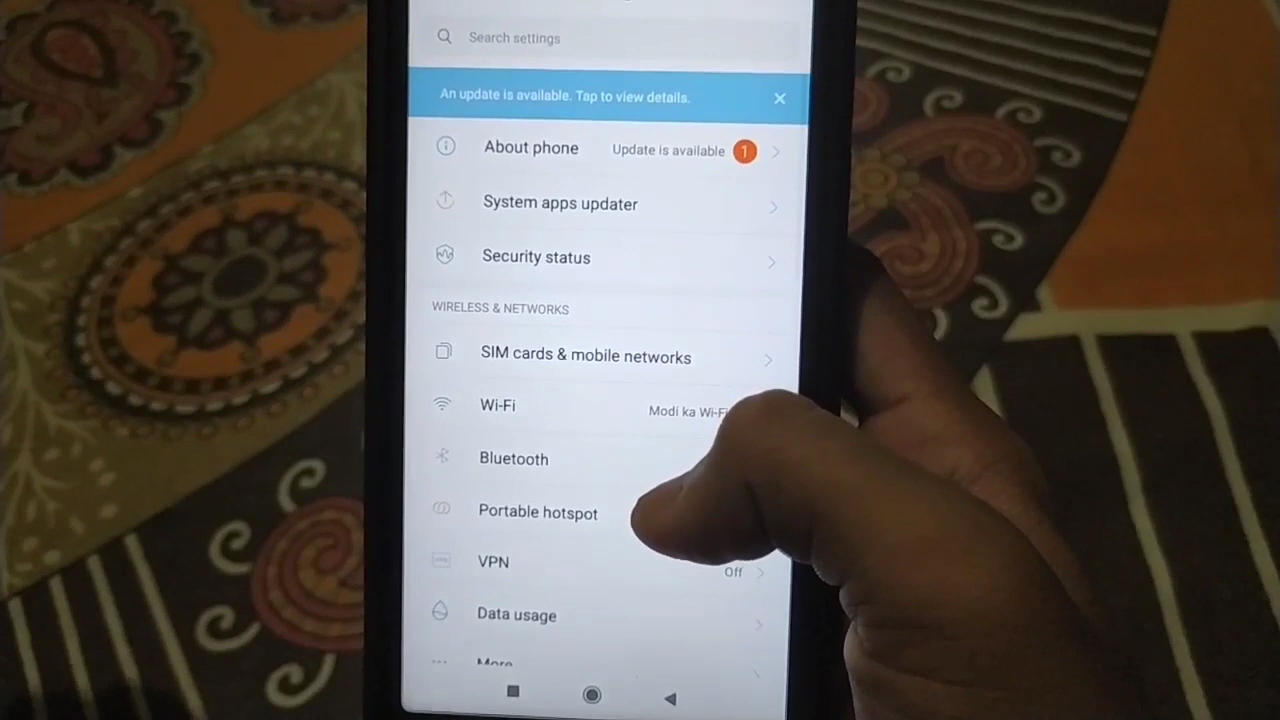 Search settings
An update is available. Tap to view details.
About phone Update is available 1
System apps updater
Security status
WIRELESS & NETWORKS
SIM cards & mobile networks
Wi-Fi Modi ka Wi-Fi
Bluetooth
Portable hotspot
VPN Off
Data usage
More